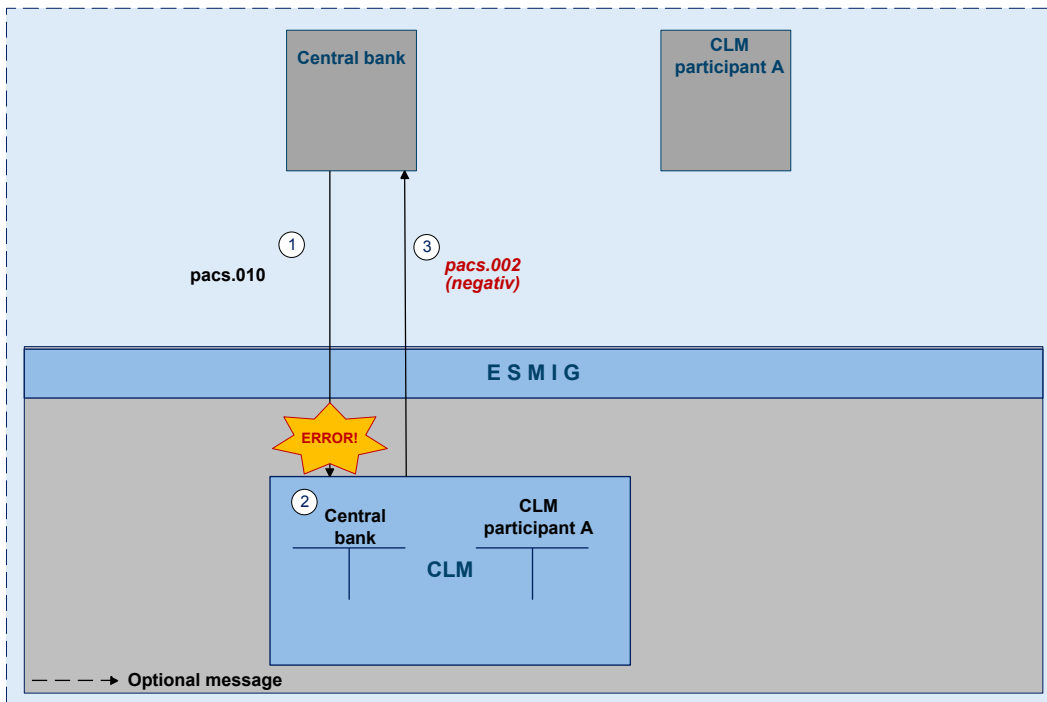 Central bank
CLM
participant A
1
3
pacs.010
pacs.002
(negativ)
E S M I G
ERROR!
2
Central
bank
CLM
participant A
CLM
Optional message